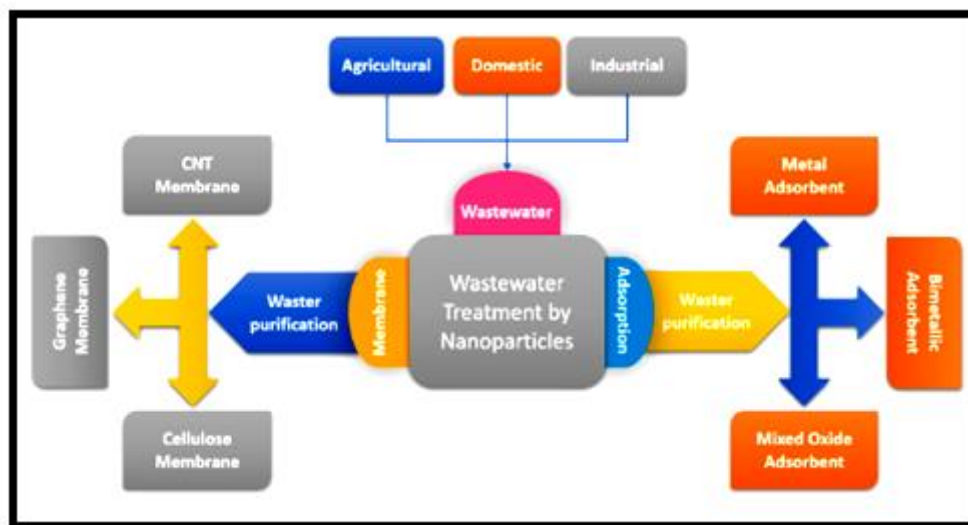 Agricultural
Domestic
Industrial
CNT
Membrane
Metal
Adsorbent
Wastewater
Graphene
Membrane
Waster
purification
Membrane
Wastewater
Treatment by
Nanoparticles
Adsorption
Waster
purification
Bimetallic
Adsorbent
Cellulose
Membrane
Mixed Oxide
Adsorbent